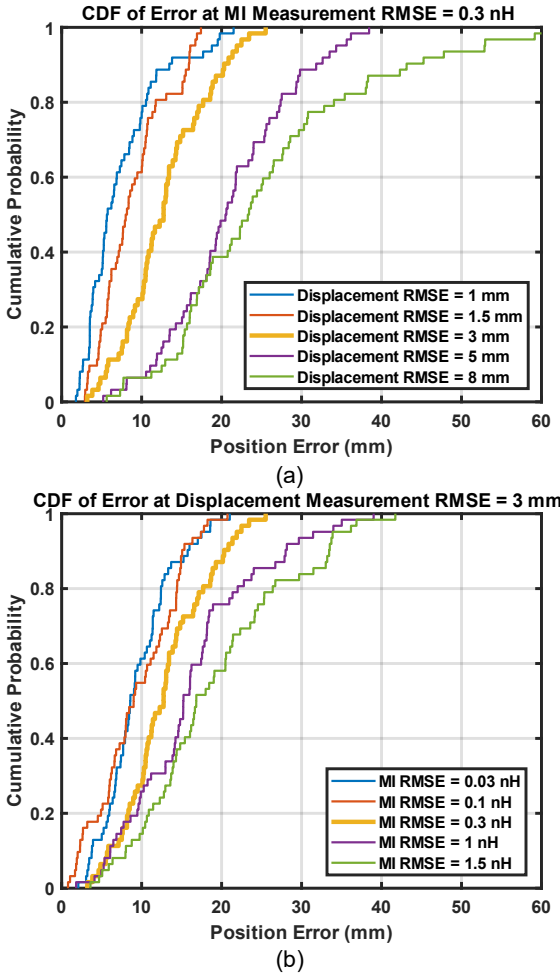 CDF of Error at MI Measurement RMSE = 0.3 nH
1
0.8
0.6
0.4
0.2
0
Cumulative Probability
Displacement RMSE = 1 mm
Displacement RMSE = 1.5 mm
Displacement RMSE = 3 mm
Displacement RMSE = 5 mm
Displacement RMSE = 8 mm
0 10 20 30 40 50 60
Position Error (mm)
(a)
CDF of Error at Displacement Measurement RMSE = 3 mm
1
0.8
0.6
0.4
0.2
0
Cumulative Probability
MI RMSE = 0.03 nH
MI RMSE = 0.1 nH
MI RMSE = 0.3 nH
MI RMSE = 1 nH
MI RMSE = 1.5 nH
0 10 20 30 40 50 60
Position Error (mm)
(b)